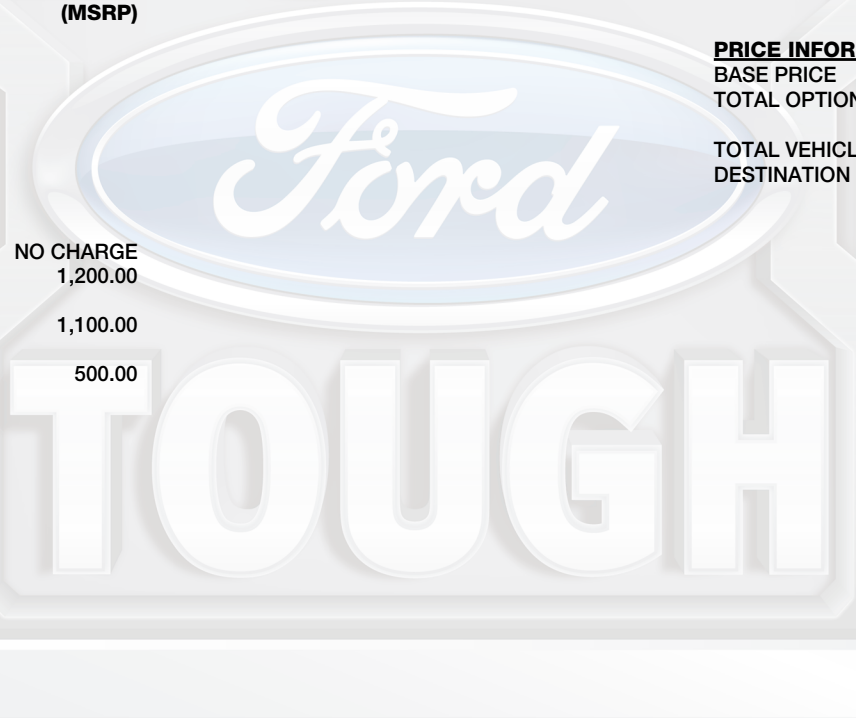 (MSRP)
NO CHARGE
1,200.00
1,100.00
500.00
PRICE INFOR
BASE PRICE
TOTAL OPTION
TOTAL VEHICL
DESTINATION
Ford
TOUGH